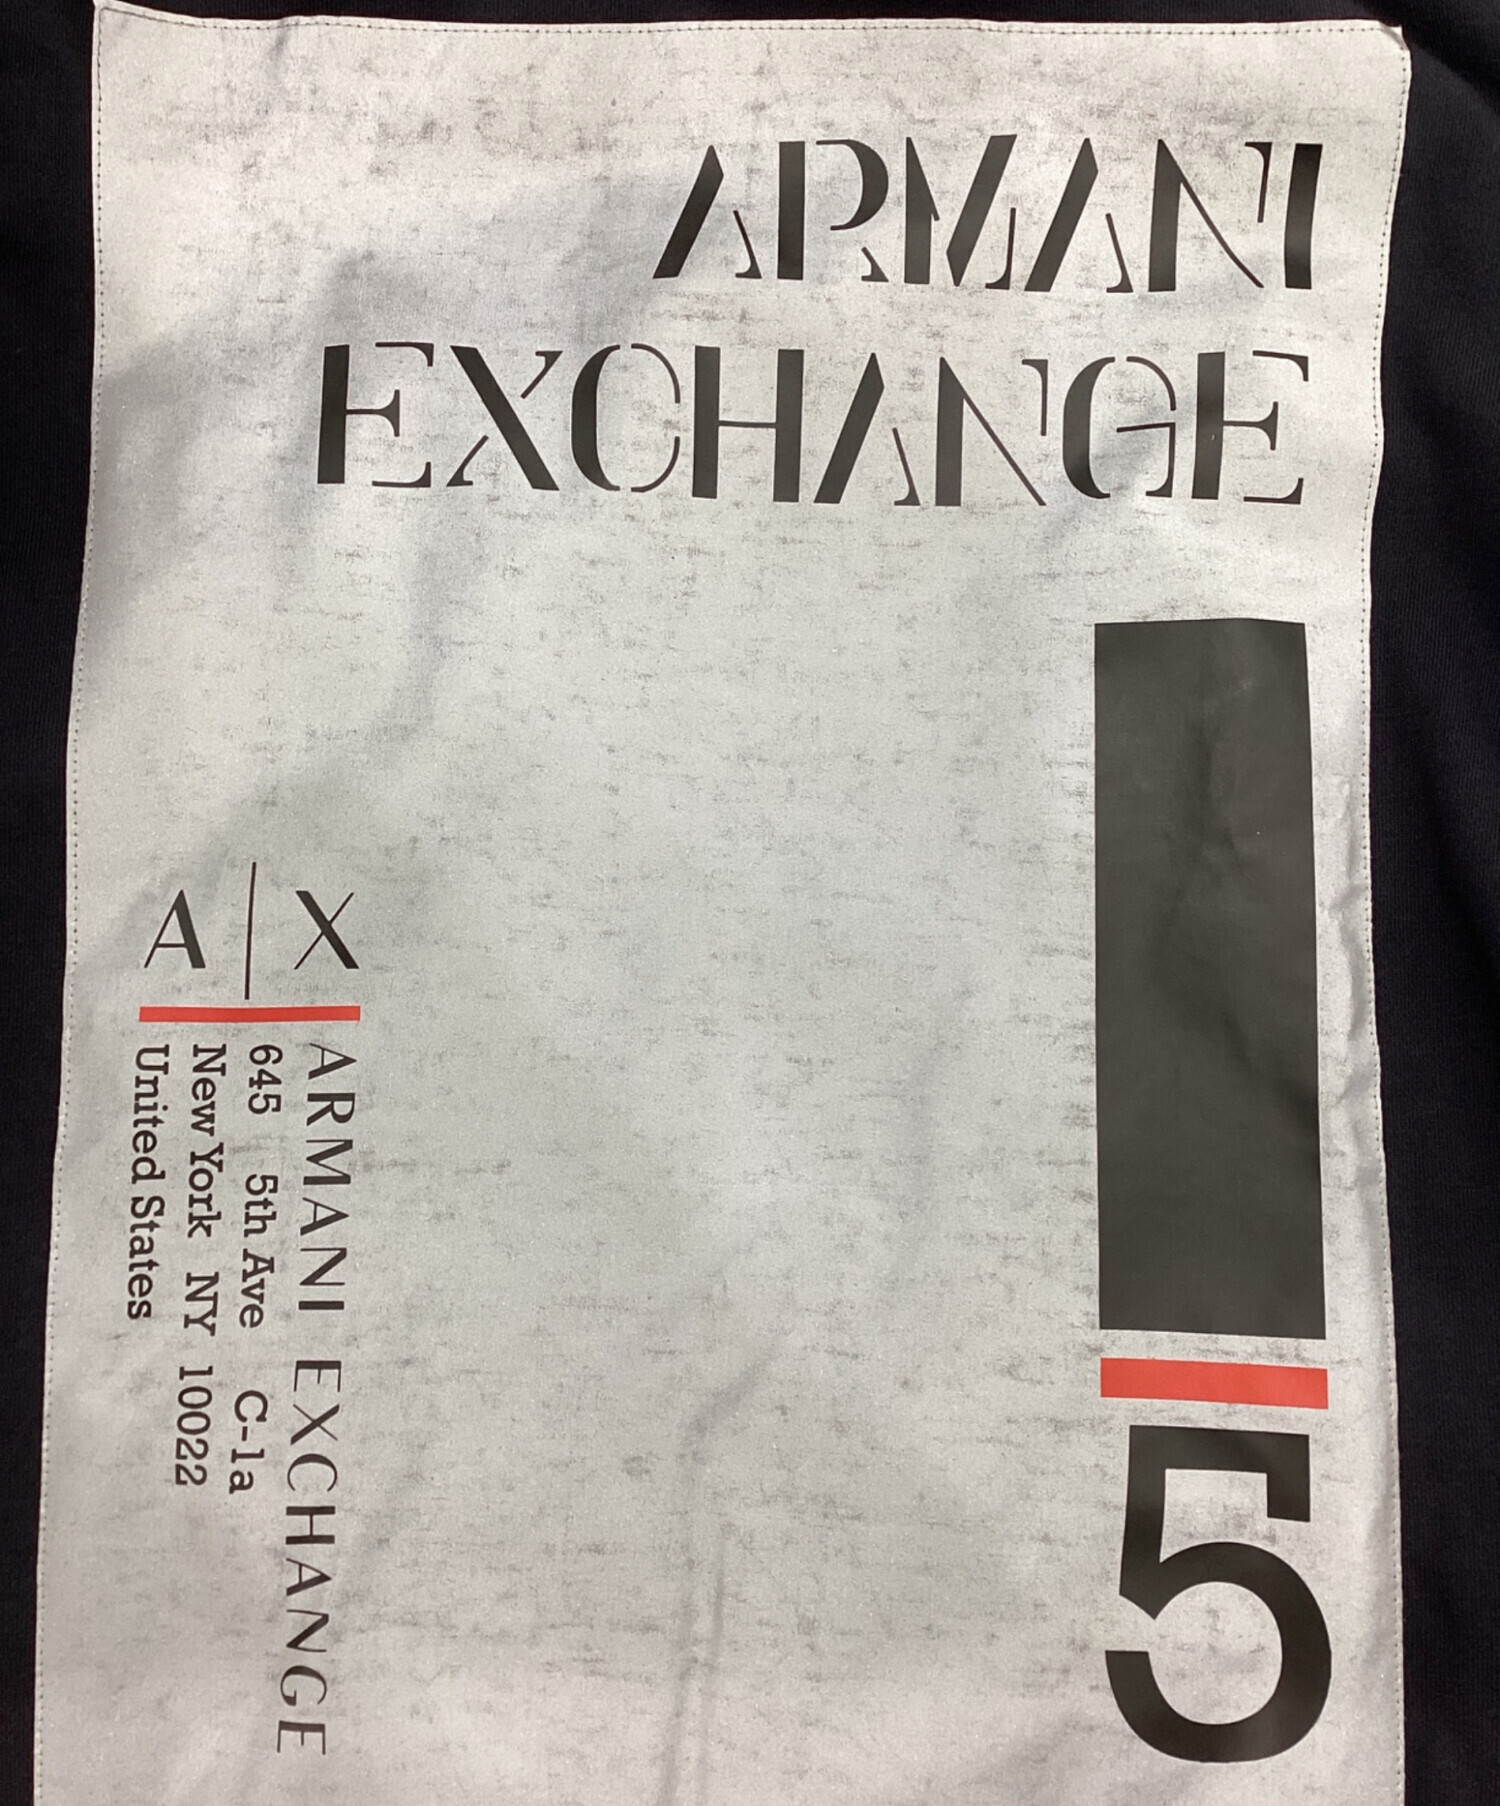 ARMANI
EXCHANGE
A|X
ARMANI EXCHANGE
645 5th Ave C-1a
New York NY 10022
United States
5